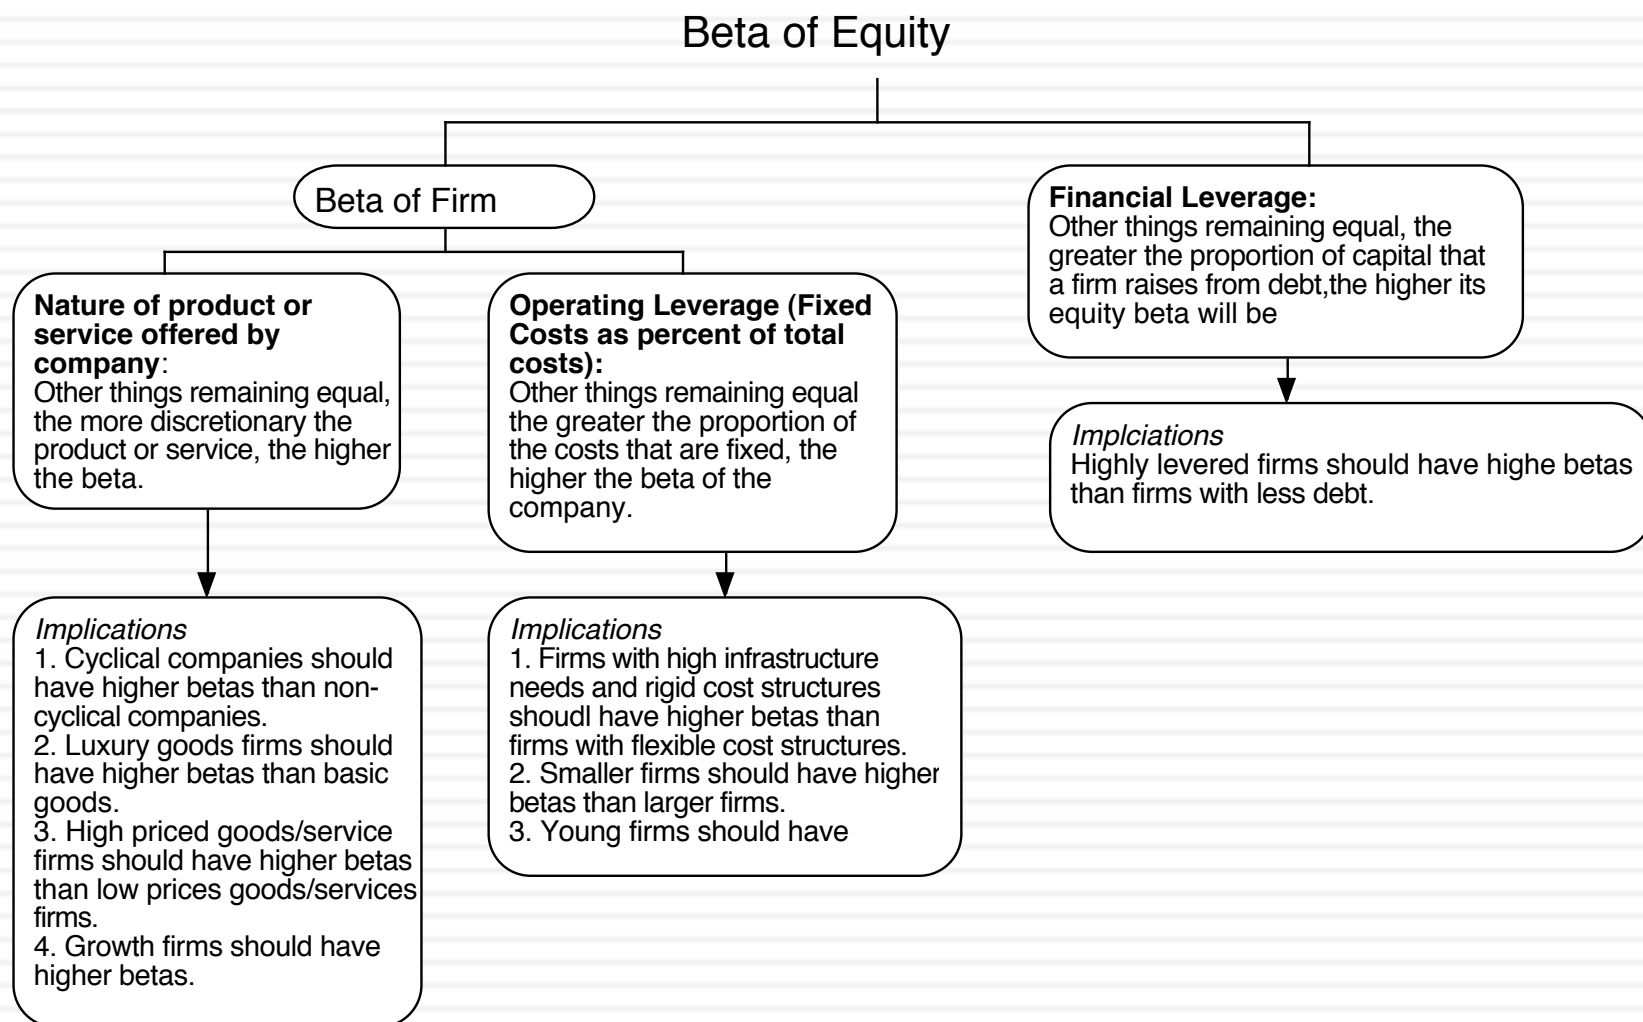 Beta of Equity
Beta of Firm
Nature of product or
service offered by
company:
Other things remaining equal,
the more discretionary the
product or service, the higher
the beta.
Operating Leverage (Fixed
Costs as percent of total
costs):
Other things remaining equal
the greater the proportion of
the costs that are fixed, the
higher the beta of the
company.
Financial Leverage:
Other things remaining equal, the
greater the proportion of capital that
a firm raises from debt,the higher its
equity beta will be
Implciations
Highly levered firms should have highe betas
than firms with less debt.
Implications
1. Cyclical companies should
have higher betas than non-
cyclical companies.
2. Luxury goods firms should
have higher betas than basic
goods.
3. High priced goods/service
firms should have higher betas
than low prices goods/services
firms.
4. Growth firms should have
higher betas.
Implications
1. Firms with high infrastructure
needs and rigid cost structures
shoudl have higher betas than
firms with flexible cost structures.
2. Smaller firms should have higher
betas than larger firms.
3. Young firms should have